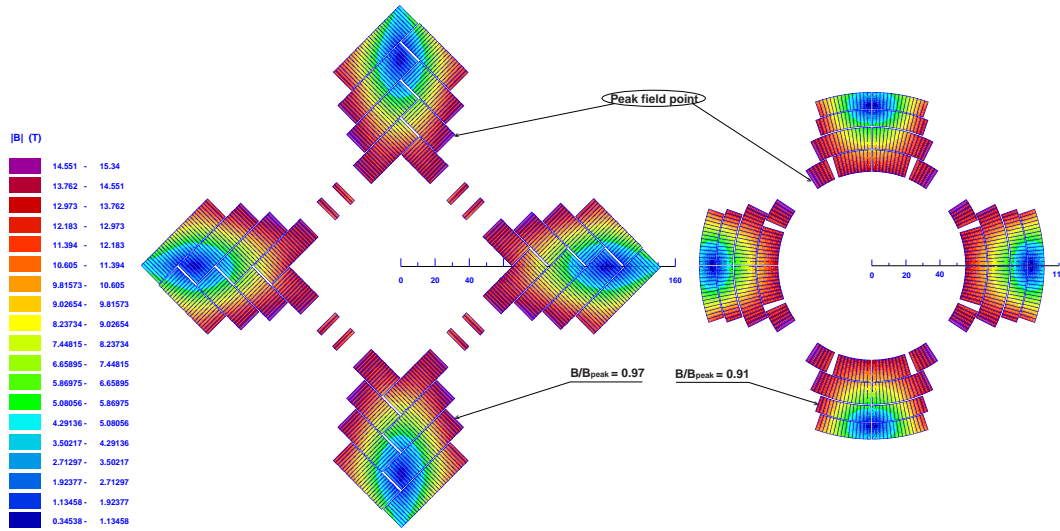 Peak field point
|B| (T)
14.551 - 15.34
13.762 - 14.551
12.973 - 13.762
12.183 - 12.973
11.394 - 12.183
10.605 - 11.394
9.81573 - 10.605
9.02654 - 9.81573
8.23734 - 9.02654
7.44815 - 8.23734
6.65895 - 7.44815
5.86975 - 6.65895
5.08056 - 5.86975
4.29136 - 5.08056
3.50217 - 4.29136
2.71297 - 3.50217
1.92377 - 2.71297
1.13458 - 1.92377
0.34538 - 1.13458
0 20 40 60 80 160
0 20 40 11
B/Bpeak = 0.97 B/Bpeak = 0.91